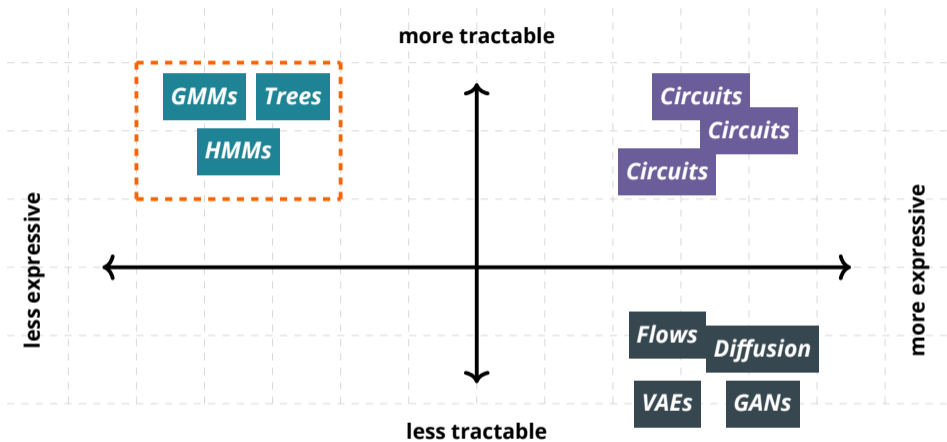 more tractable
GMMs
Trees
HMMs
Circuits
Circuits
Circuits
less expressive
more expressive
Flows
Diffusion
VAEs
GANs
less tractable